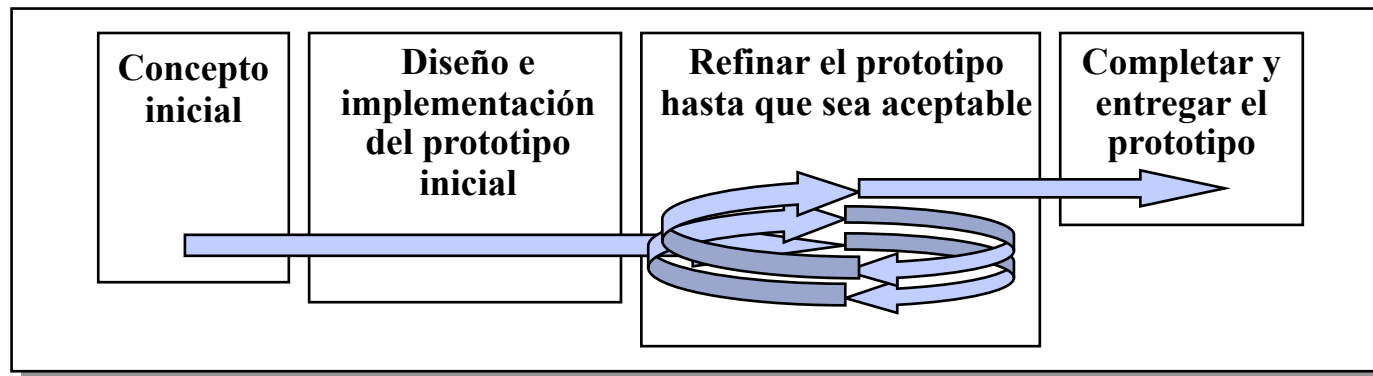 Concepto
inicial
Diseño e
implementación
del prototipo
inicial
Refinar el prototipo
hasta que sea aceptable
Completar y
entregar el
prototipo